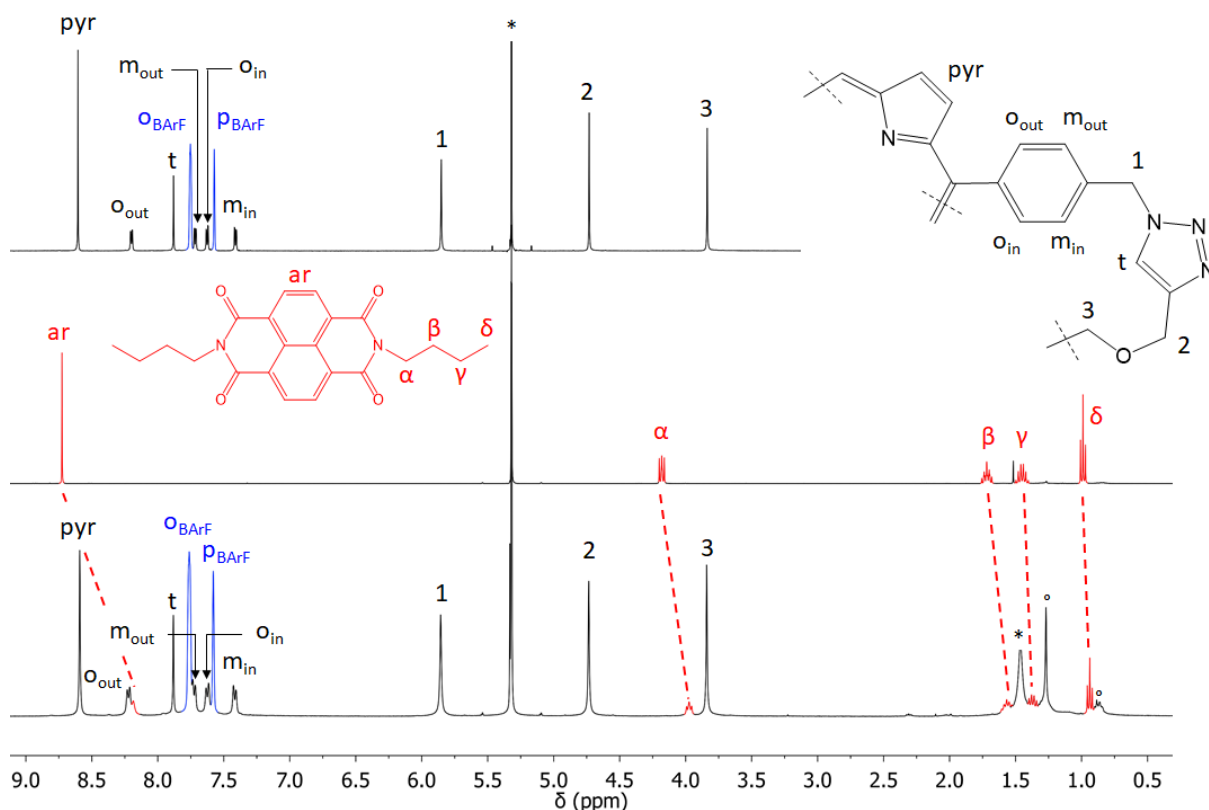 pyr
*
m_out
o_in
o_BArF
p_BArF
t
o_out
m_in
1
2
3
pyr
N
o_out
m_out
1
o_in
m_in
N
N
N
t
3
O
2
ar
ar
O
O
N
N
O
O
β
δ
α
γ
α
β
γ
δ
pyr
o_BArF
p_BArF
t
m_out
o_in
o_out
m_in
1
2
3
*
°
°
9.0 8.5 8.0 7.5 7.0 6.5 6.0 5.5 5.0 4.5 4.0 3.5 3.0 2.5 2.0 1.5 1.0 0.5
δ (ppm)